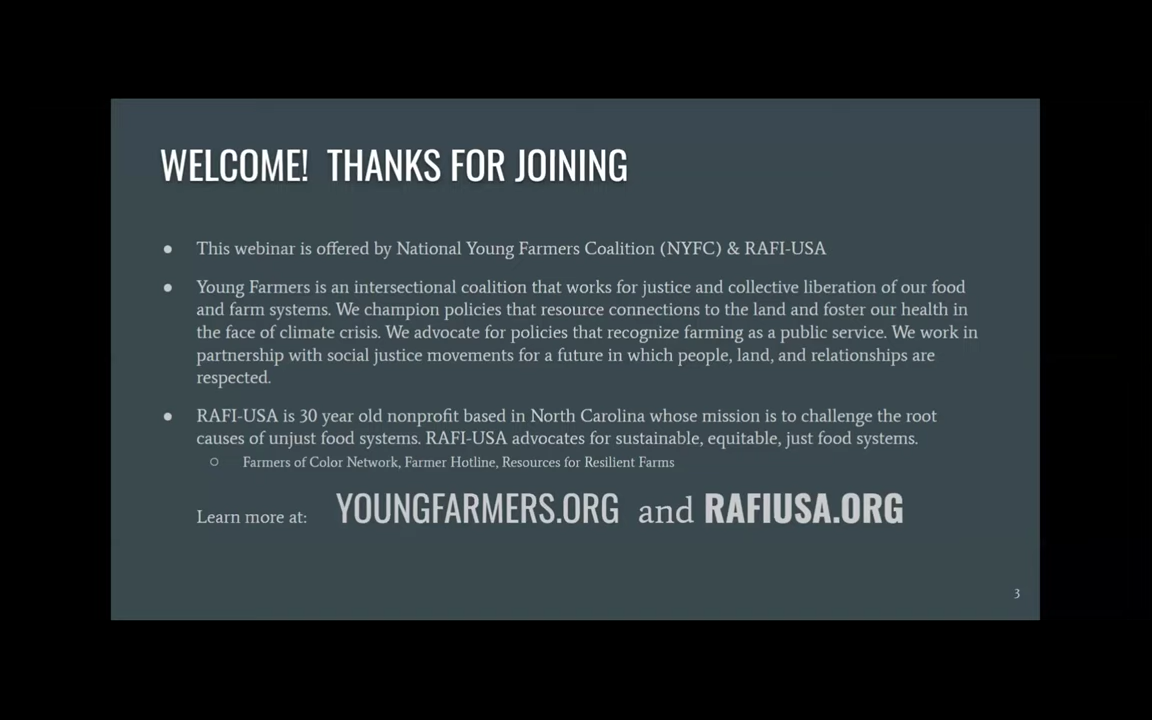 WELCOME! THANKS FOR JOINING
● This webinar is offered by National Young Farmers Coalition (NYFC) & RAFI-USA
● Young Farmers is an intersectional coalition that works for justice and collective liberation of our food
and farm systems. We champion policies that resource connections to the land and foster our health in
the face of climate crisis. We advocate for policies that recognize farming as a public service. We work in
partnership with social justice movements for a future in which people, land, and relationships are
respected.
● RAFI-USA is 30 year old nonprofit based in North Carolina whose mission is to challenge the root
causes of unjust food systems. RAFI-USA advocates for sustainable, equitable, just food systems.
○ Farmers of Color Network, Farmer Hotline, Resources for Resilient Farms
Learn more at: YOUNGFARMERS.ORG and RAFIUSA.ORG
3